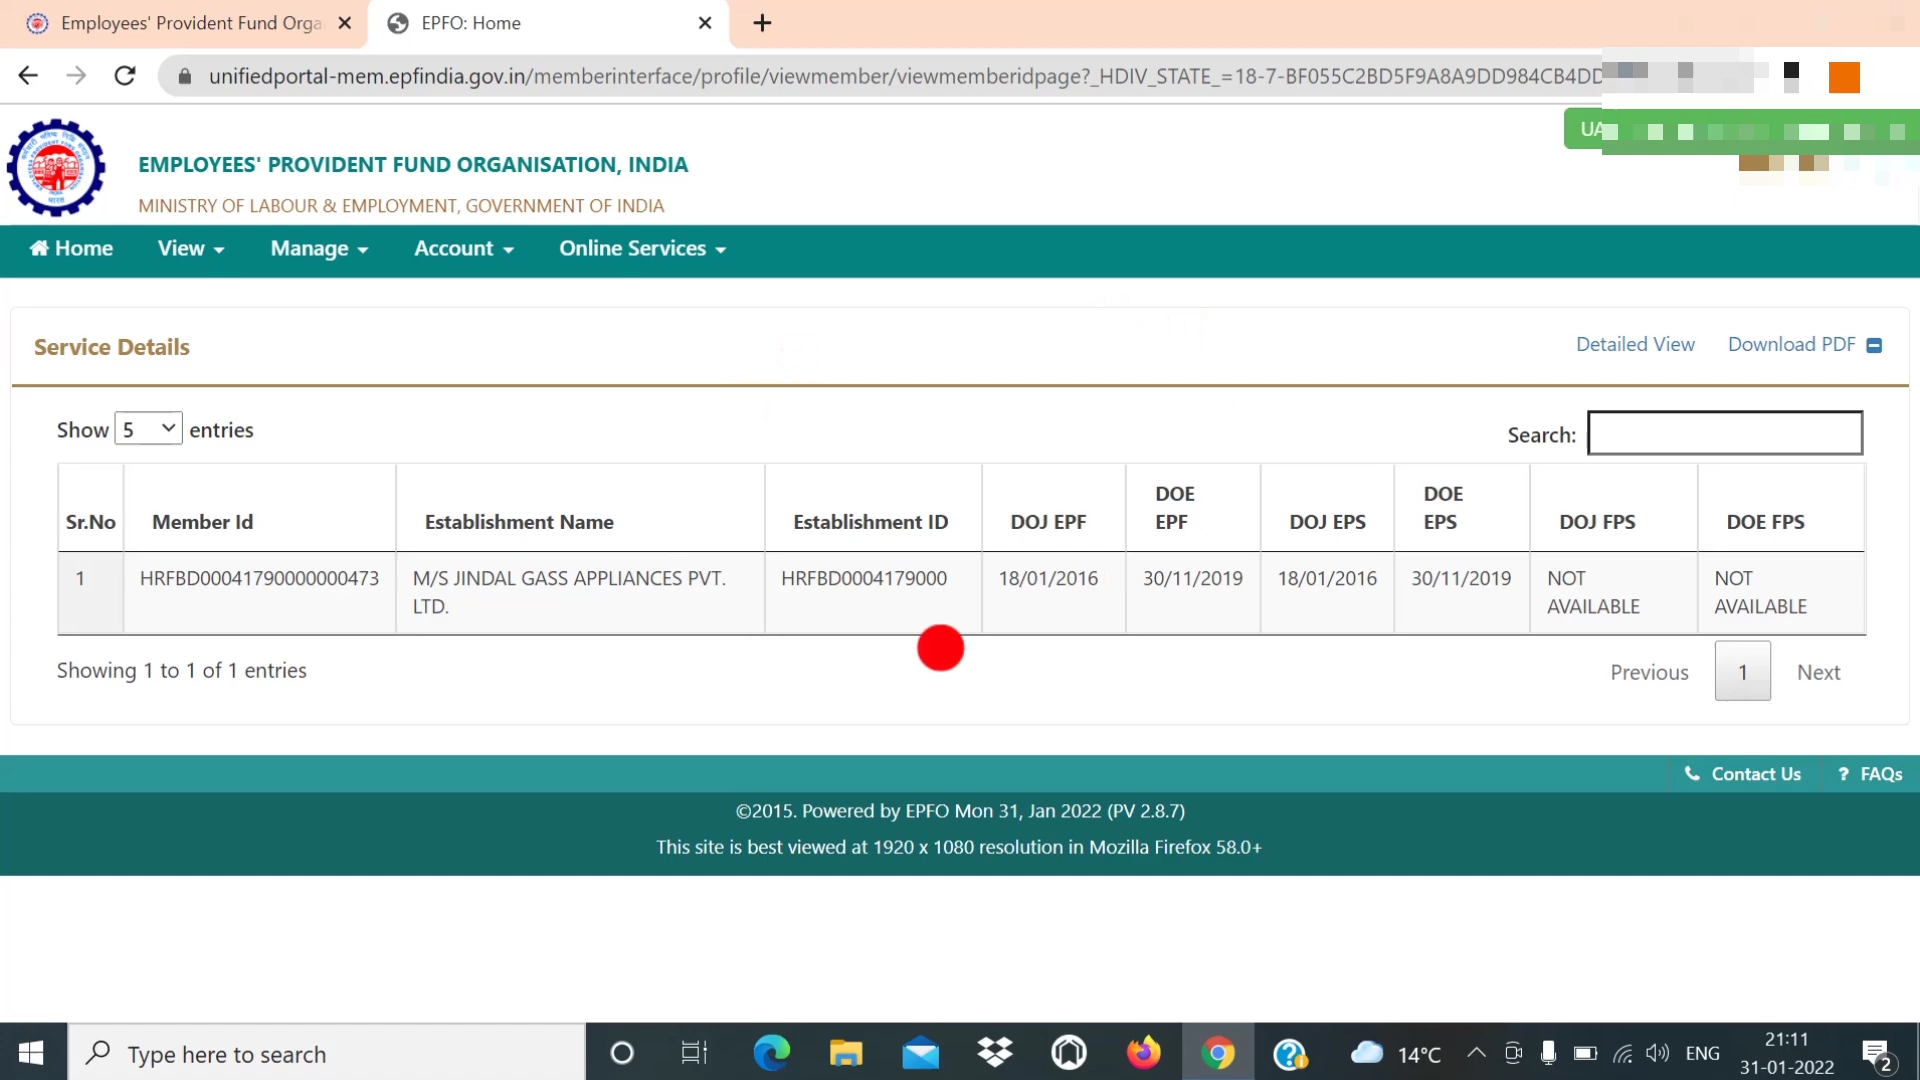 Employees' Provident Fund Orga
EPFO: Home
unifiedportal-mem.epfindia.gov.in/memberinterface/profile/viewmember/viewmemberidpage?_HDIV_STATE_=18-7-BF055C2BD5F9A8A9DD984CB4DD
UA
EMPLOYEES' PROVIDENT FUND ORGANISATION, INDIA
MINISTRY OF LABOUR & EMPLOYMENT, GOVERNMENT OF INDIA
Home View Manage Account Online Services
Service Details
Detailed View Download PDF
Show 5 entries
Search:
Sr.No Member Id Establishment Name Establishment ID DOJ EPF DOE EPF DOJ EPS DOE EPS DOJ FPS DOE FPS
1 HRFBD00041790000000473 M/S JINDAL GASS APPLIANCES PVT. LTD. HRFBD0004179000 18/01/2016 30/11/2019 18/01/2016 30/11/2019 NOT AVAILABLE NOT AVAILABLE
Showing 1 to 1 of 1 entries
Previous 1 Next
Contact Us ? FAQs
©2015. Powered by EPFO Mon 31, Jan 2022 (PV 2.8.7)
This site is best viewed at 1920 x 1080 resolution in Mozilla Firefox 58.0+
Type here to search
14°C
ENG
21:11
31-01-2022
2